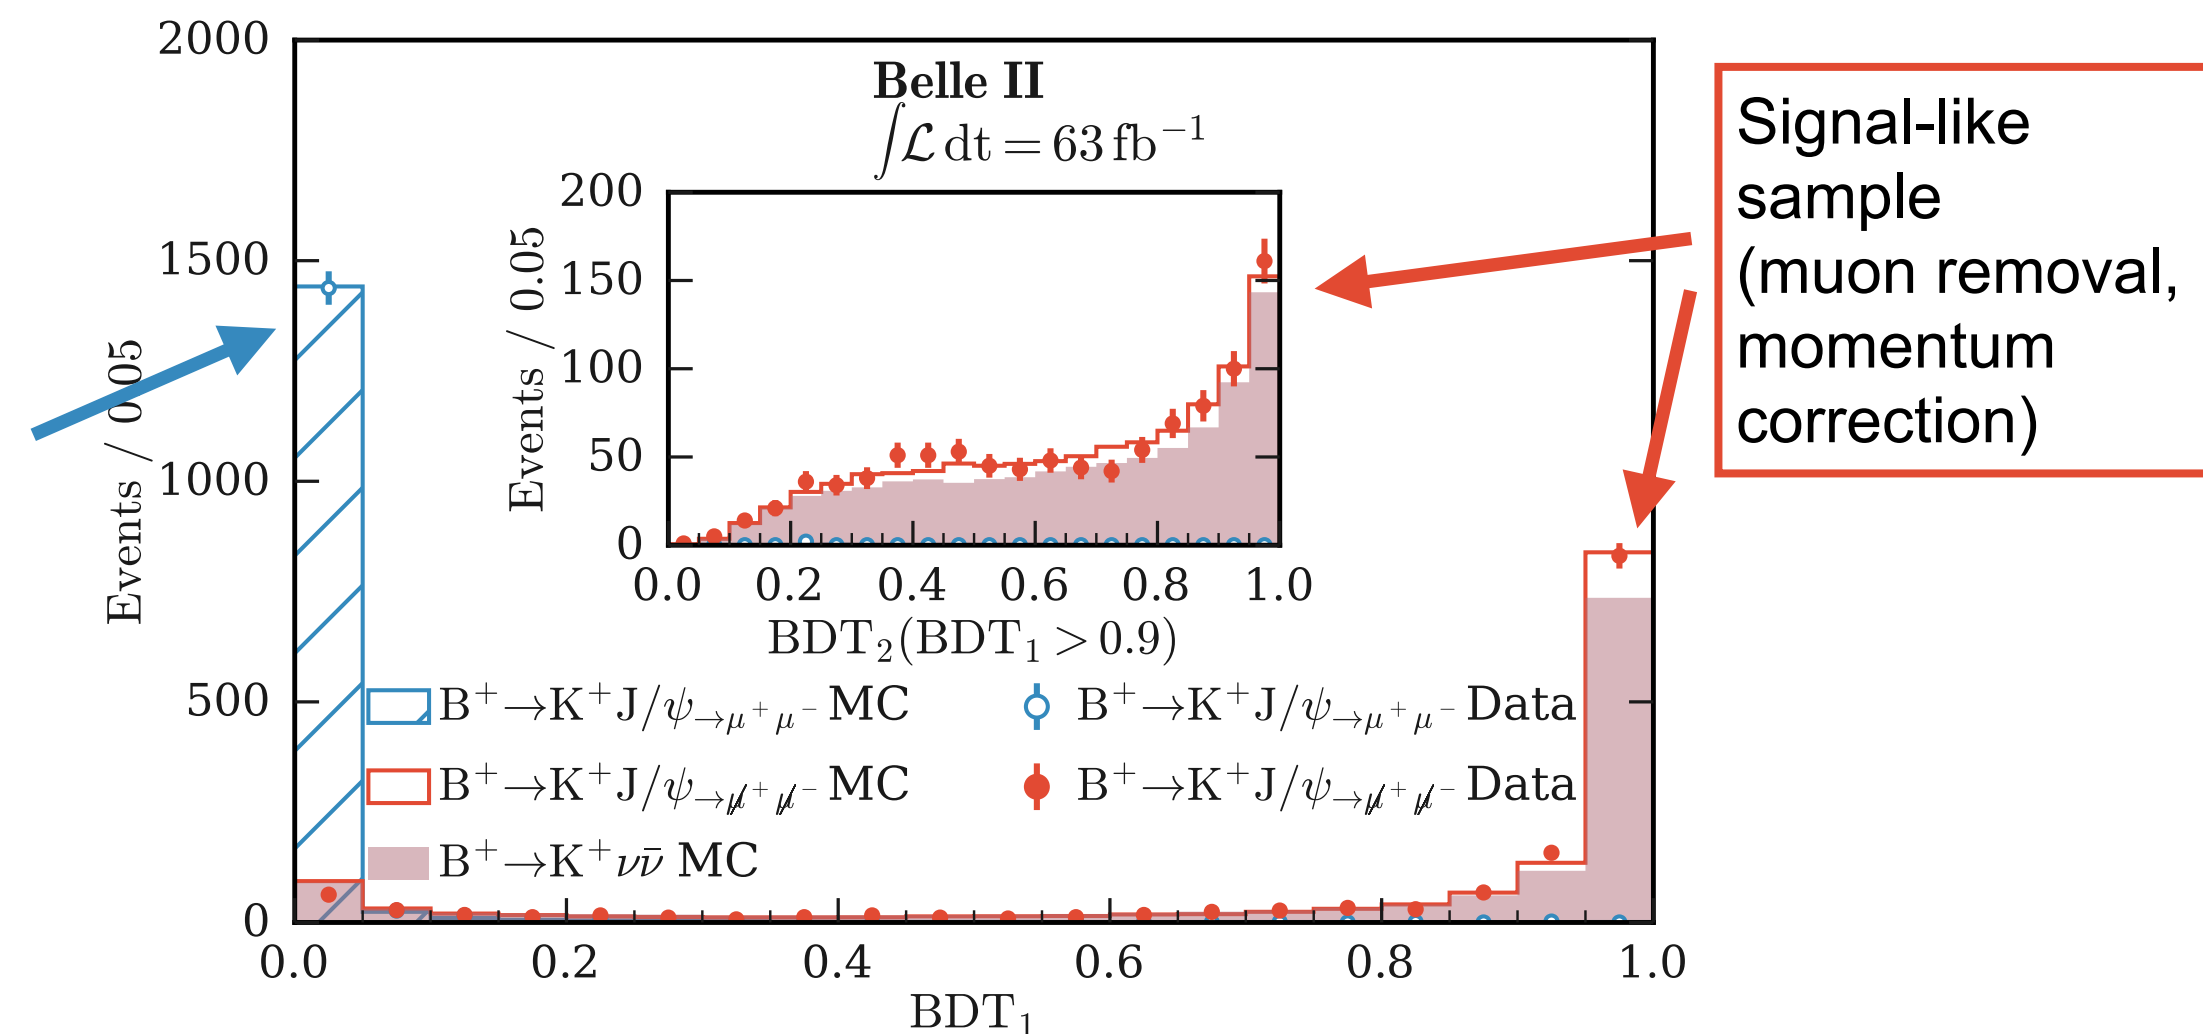 2000
1500
1000
500
0
Events / 0.05
Belle II
∫ℒ dt = 63 fb⁻¹
200
150
100
50
0
Events / 0.05
0.0 0.2 0.4 0.6 0.8 1.0
BDT₂(BDT₁ > 0.9)
B⁺→K⁺J/ψ→μ⁺μ⁻ MC
B⁺→K⁺J/ψ→μ̸⁺μ̸⁻ MC
B⁺→K⁺νν̄ MC
B⁺→K⁺J/ψ→μ⁺μ⁻ Data
B⁺→K⁺J/ψ→μ̸⁺μ̸⁻ Data
0.0 0.2 0.4 0.6 0.8 1.0
BDT₁
Signal-like
sample
(muon removal,
momentum
correction)